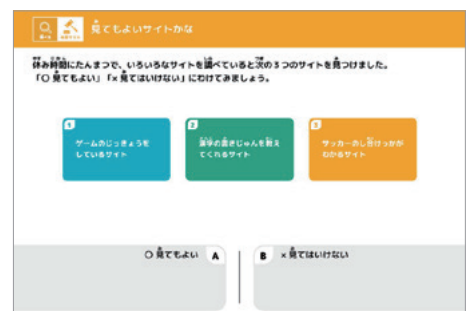 見てもよいサイトかな
休み時間にたんまつで、いろいろなサイトを調べていると次の3つのサイトを見つけました。
「○ 見てもよい」「× 見てはいけない」にわけてみましょう。
1
ゲームのじっきょうを
しているサイト
2
漢字の書きじゅんを教え
てくれるサイト
3
サッカーのし合けっかが
わかるサイト
○ 見てもよい A
B × 見てはいけない